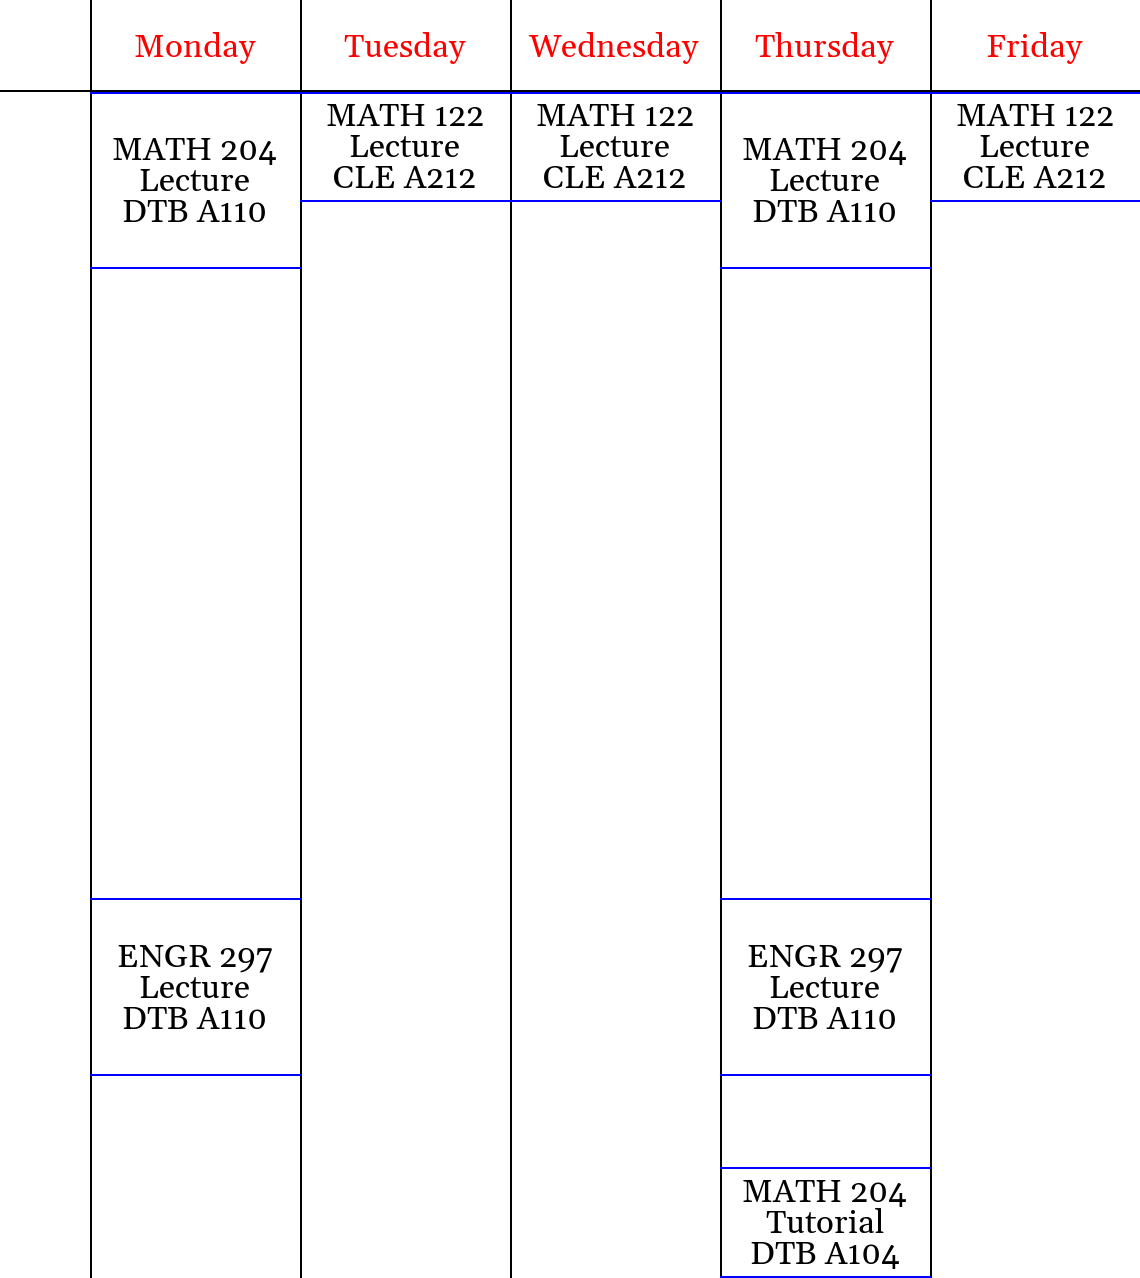 Monday
Tuesday
Wednesday
Thursday
Friday
MATH 204
Lecture
DTB A110
MATH 122
Lecture
CLE A212
MATH 122
Lecture
CLE A212
MATH 204
Lecture
DTB A110
MATH 122
Lecture
CLE A212
ENGR 297
Lecture
DTB A110
ENGR 297
Lecture
DTB A110
MATH 204
Tutorial
DTB A104